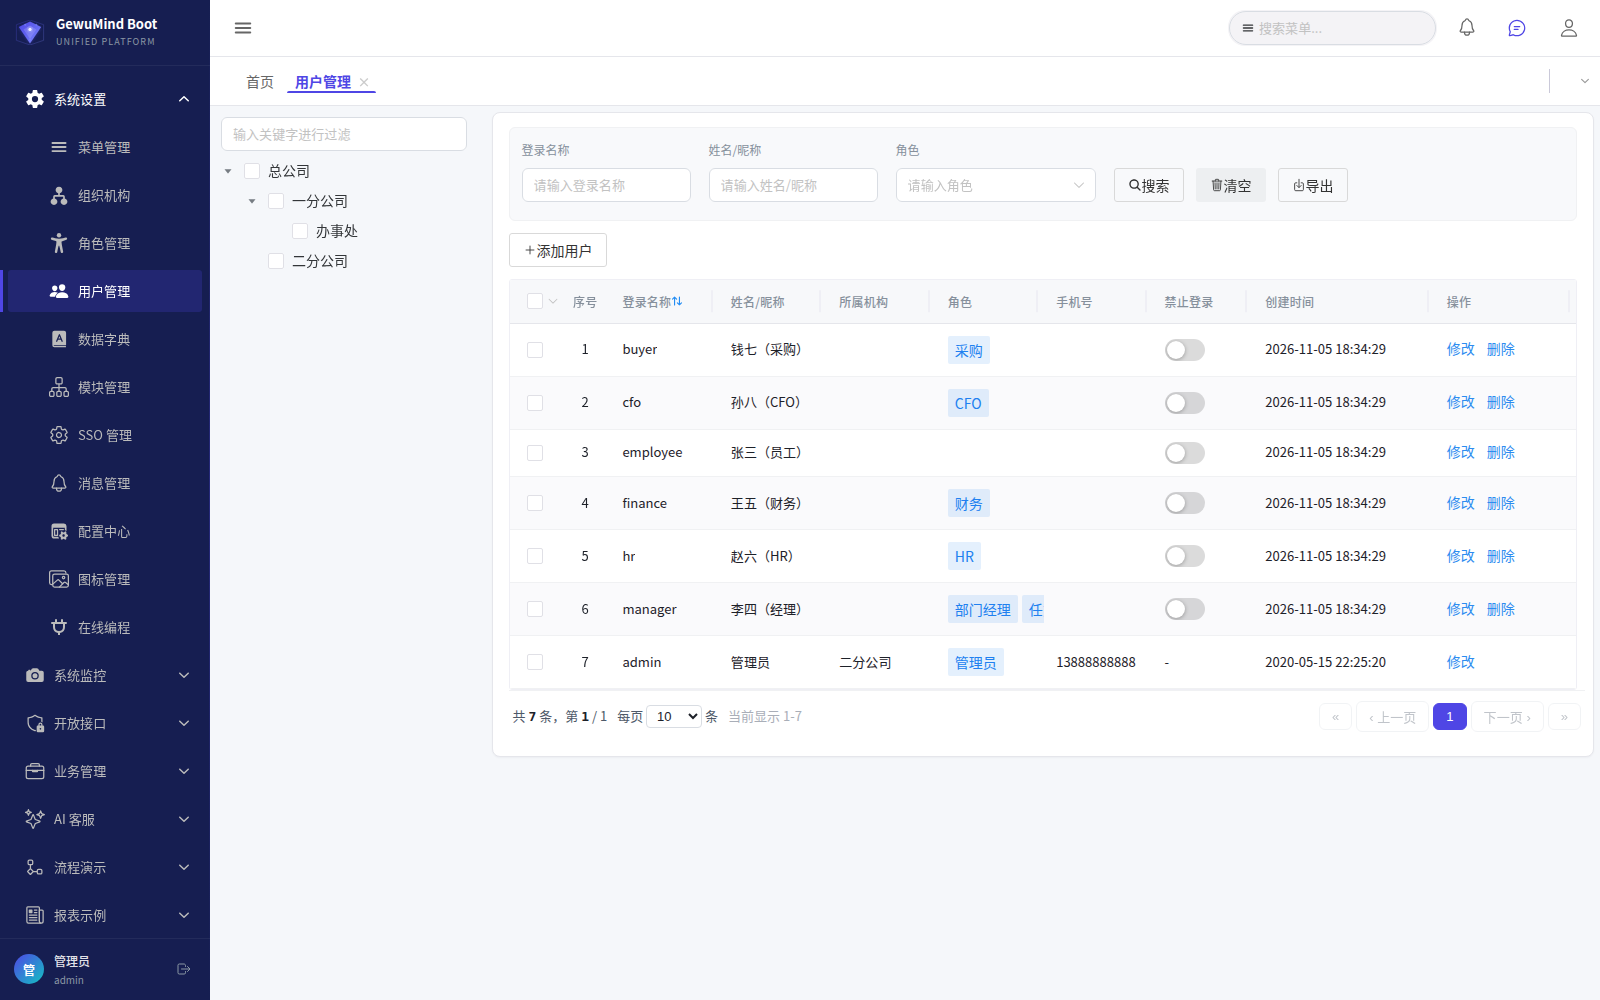 GewuMind Boot
UNIFIED PLATFORM
系统设置
菜单管理
组织机构
角色管理
用户管理
数据字典
模块管理
SSO 管理
消息管理
配置中心
图标管理
在线编程
系统监控
开放接口
业务管理
AI 客服
流程演示
报表示例
管
管理员
admin
搜索菜单...
首页 用户管理
输入关键字进行过滤
总公司
一分公司
办事处
二分公司
登录名称 姓名/昵称 角色
请输入登录名称 请输入姓名/昵称 请输入角色 搜索 清空 导出
+添加用户
序号 登录名称 姓名/昵称 所属机构 角色 手机号 禁止登录 创建时间 操作
1 buyer 钱七（采购） 采购 2026-11-05 18:34:29 修改 删除
2 cfo 孙八（CFO） CFO 2026-11-05 18:34:29 修改 删除
3 employee 张三（员工） 2026-11-05 18:34:29 修改 删除
4 finance 王五（财务） 财务 2026-11-05 18:34:29 修改 删除
5 hr 赵六（HR） HR 2026-11-05 18:34:29 修改 删除
6 manager 李四（经理） 部门经理 任 2026-11-05 18:34:29 修改 删除
7 admin 管理员 二分公司 管理员 13888888888 - 2020-05-15 22:25:20 修改
共 7 条，第 1 / 1 每页 10 条 当前显示 1-7 « ‹ 上一页 1 下一页 › »